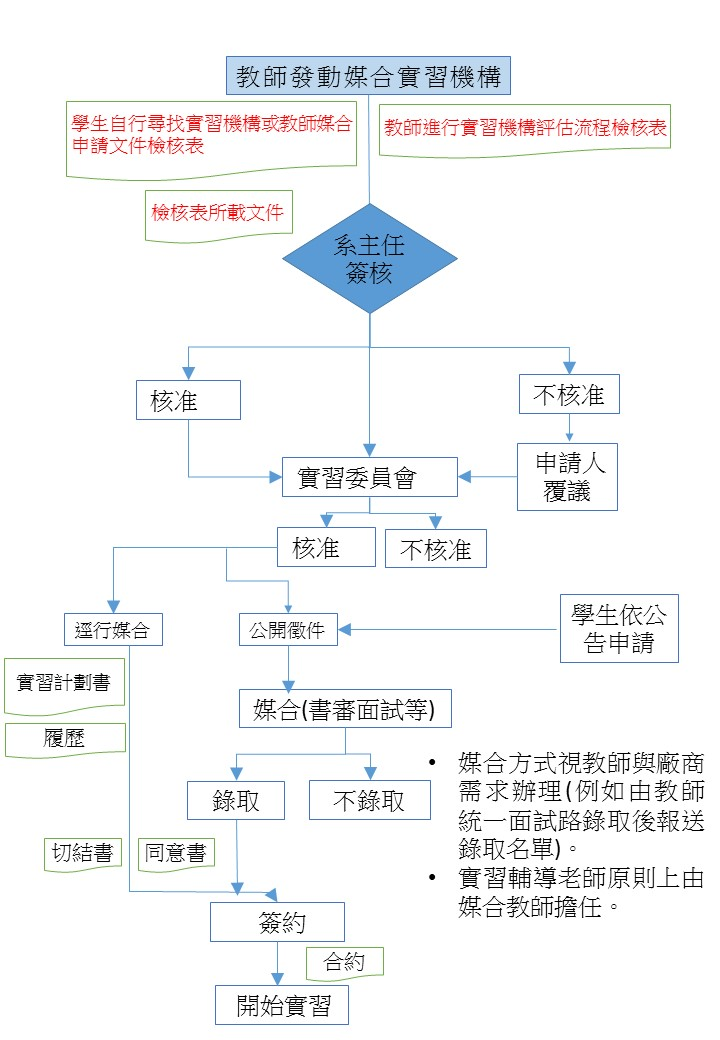 教師發動媒合實習機構
學生自行尋找實習機構或教師媒合
申請文件檢核表
教師進行實習機構評估流程檢核表
檢核表所載文件
系主任
簽核
核准
不核准
申請人
覆議
實習委員會
核准
不核准
逕行媒合
公開徵件
學生依公
告申請
實習計劃書
履歷
媒合(書審面試等)
錄取
不錄取
• 媒合方式視教師與廠商
需求辦理(例如由教師
統一面試路錄取後報送
錄取名單)。
• 實習輔導老師原則上由
媒合教師擔任。
切結書
同意書
簽約
合約
開始實習